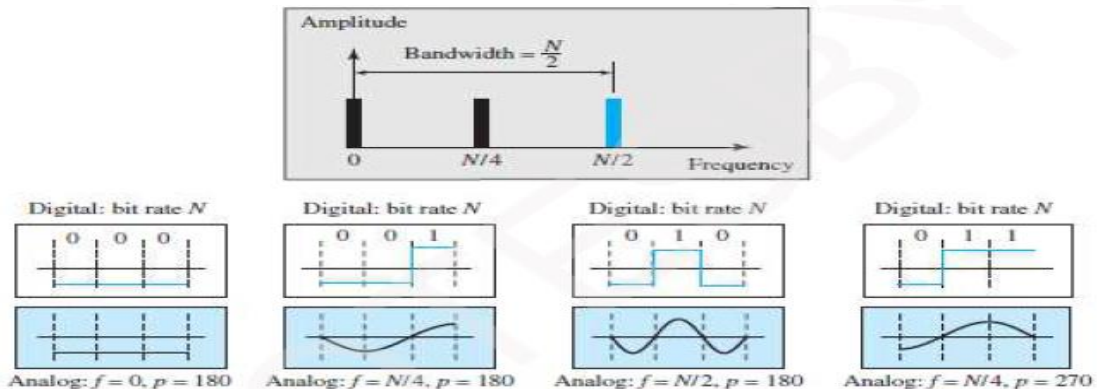 Amplitude
Bandwidth = N/2
0 N/4 N/2 Frequency
Digital: bit rate N Digital: bit rate N Digital: bit rate N Digital: bit rate N
0 0 0 0 0 1 0 1 0 0 1 1
Analog: f = 0, p = 180 Analog: f = N/4, p = 180 Analog: f = N/2, p = 180 Analog: f = N/4, p = 270